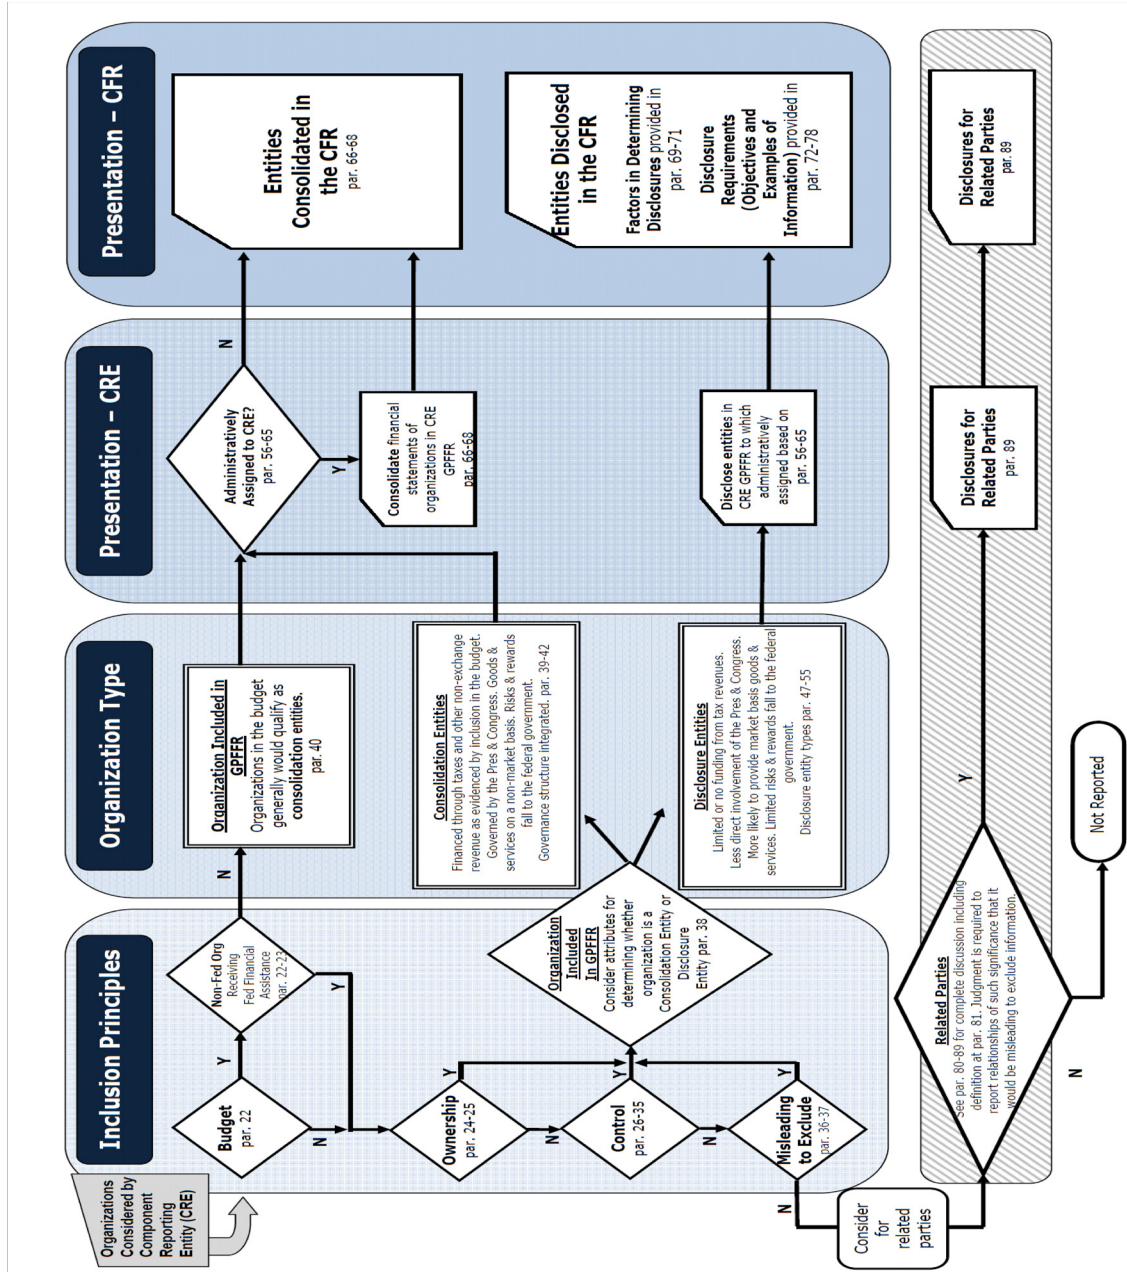 Organizations
Considered by
Component
Reporting
Entity (CRE)
Inclusion Principles
Budget
par. 22
Y
N
Non-Fed Org
Receiving
Fed Financial
Assistance
par. 22-23
N
Y
Ownership
par. 24-25
Y
N
Control
par. 26-35
Y
N
Misleading
to Exclude
par. 36-37
Y
N
Organization
Included
In GPFFR
Consider attributes for
determining whether
organization is a
Consolidation Entity or
Disclosure
Entity par. 38
Organization Type
Organization Included in
GPFFR
Organizations in the budget
generally would qualify as
consolidation entities.
par. 40
Consolidation Entities
Financed through taxes and other non-exchange
revenue as evidenced by inclusion in the budget.
Governed by the Pres & Congress. Goods &
services on a non-market basis. Risks & rewards
fall to the federal government.
Governance structure integrated. par. 39-42
Disclosure Entities
Limited or no funding from tax revenues.
Less direct involvement of the Pres & Congress.
More likely to provide market basis goods &
services. Limited risks & rewards fall to the federal
government.
Disclosure entity types par. 47-55
Presentation – CRE
Administratively
Assigned to CRE?
par. 56-65
N
Y
Consolidate financial
statements of
organizations in CRE
GPFFR
par. 66-68
Disclose entities in
CRE GPFFR to which
administratively
assigned based on
par. 56-65
Presentation – CFR
Entities
Consolidated in
the CFR
par. 66-68
Entities Disclosed
in the CFR
Factors in Determining
Disclosures provided in
par. 69-71
Disclosure
Requirements
(Objectives and
Examples of
Information) provided in
par. 72-78
Consider
for
related
parties
Related Parties
See par. 80-89 for complete discussion including
definition at par. 81. Judgment is required to
report relationships of such significance that it
would be misleading to exclude information.
Y
N
Not Reported
Disclosures for
Related Parties
par. 89
Disclosures for
Related Parties
par. 89